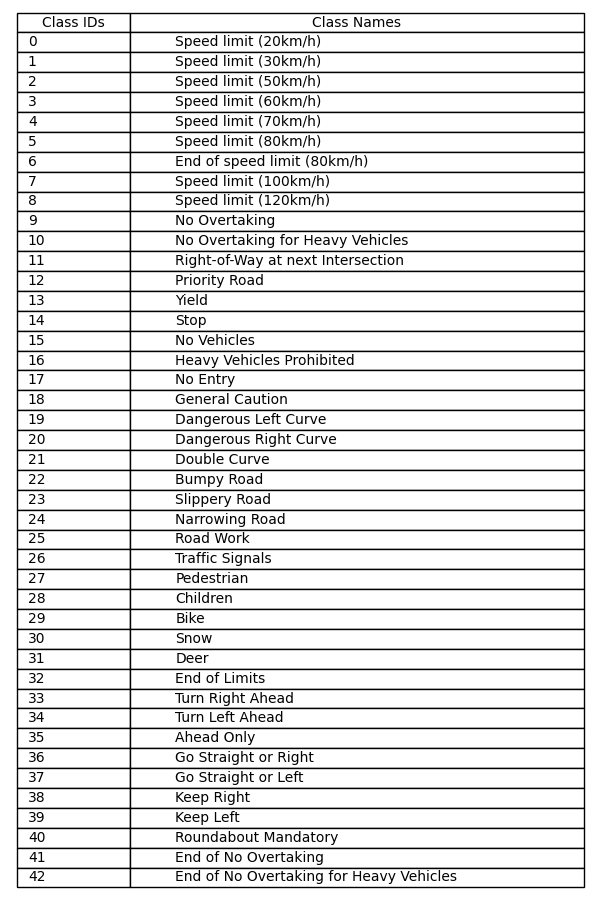 Class IDs Class Names
0 Speed limit (20km/h)
1 Speed limit (30km/h)
2 Speed limit (50km/h)
3 Speed limit (60km/h)
4 Speed limit (70km/h)
5 Speed limit (80km/h)
6 End of speed limit (80km/h)
7 Speed limit (100km/h)
8 Speed limit (120km/h)
9 No Overtaking
10 No Overtaking for Heavy Vehicles
11 Right-of-Way at next Intersection
12 Priority Road
13 Yield
14 Stop
15 No Vehicles
16 Heavy Vehicles Prohibited
17 No Entry
18 General Caution
19 Dangerous Left Curve
20 Dangerous Right Curve
21 Double Curve
22 Bumpy Road
23 Slippery Road
24 Narrowing Road
25 Road Work
26 Traffic Signals
27 Pedestrian
28 Children
29 Bike
30 Snow
31 Deer
32 End of Limits
33 Turn Right Ahead
34 Turn Left Ahead
35 Ahead Only
36 Go Straight or Right
37 Go Straight or Left
38 Keep Right
39 Keep Left
40 Roundabout Mandatory
41 End of No Overtaking
42 End of No Overtaking for Heavy Vehicles